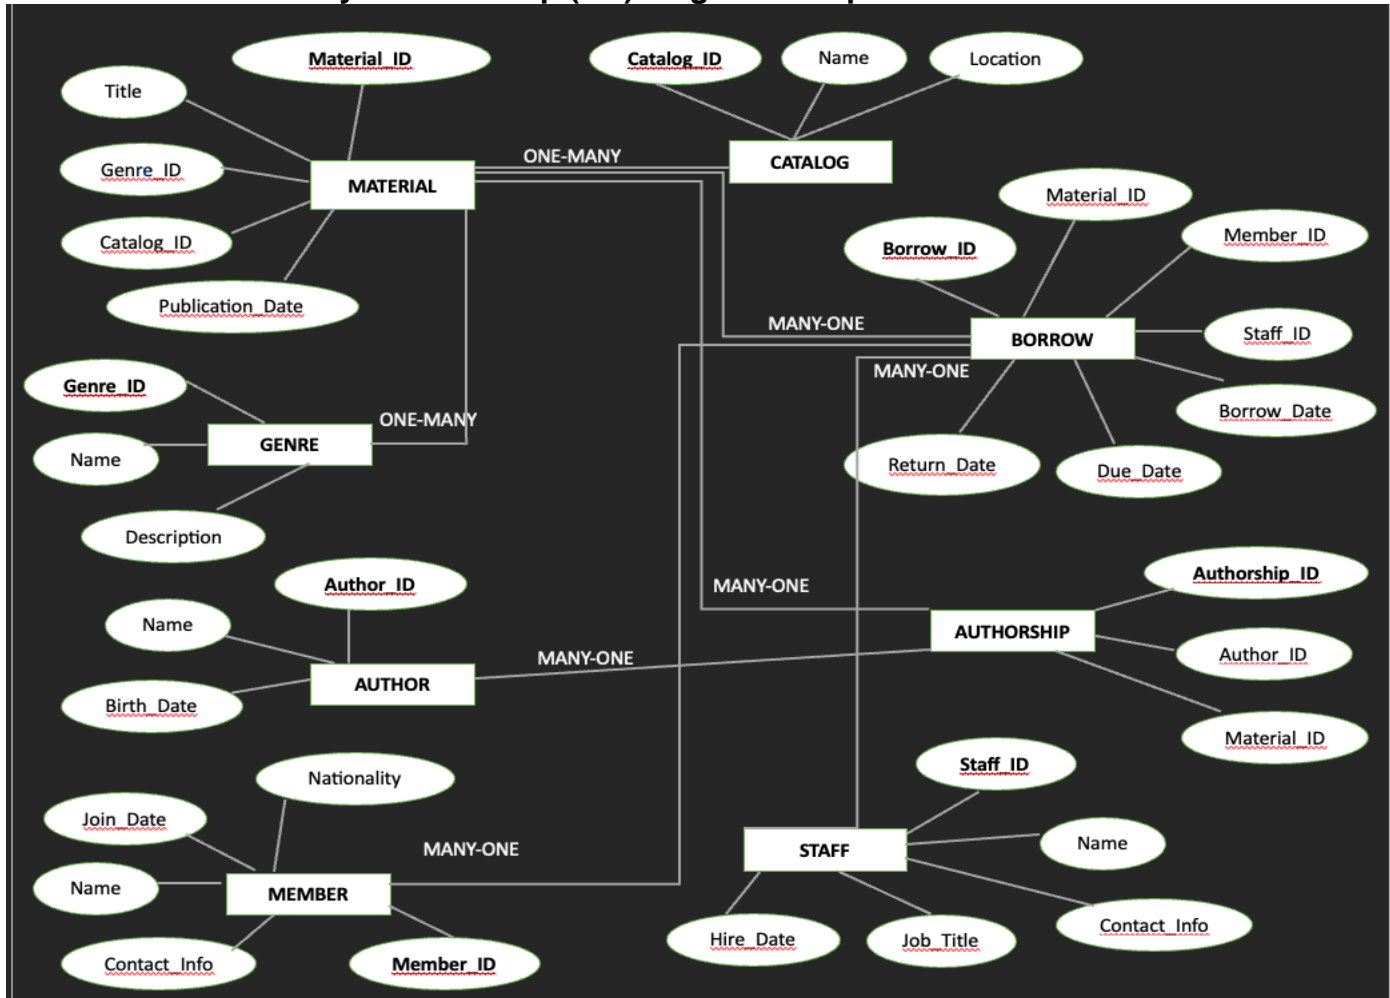 Material_ID
Catalog_ID
Name
Location
Title
ONE-MANY
CATALOG
Genre_ID
MATERIAL
Material_ID
Catalog_ID
Borrow_ID
Member_ID
Publication_Date
MANY-ONE
BORROW
Staff_ID
MANY-ONE
Genre_ID
Borrow_Date
ONE-MANY
GENRE
Name
Return_Date
Due_Date
Description
Author_ID
MANY-ONE
Authorship_ID
Name
AUTHORSHIP
MANY-ONE
Author_ID
AUTHOR
Birth_Date
Material_ID
Staff_ID
Nationality
Join_Date
MANY-ONE
STAFF
Name
Name
MEMBER
Contact_Info
Hire_Date
Job_Title
Contact_Info
Member_ID